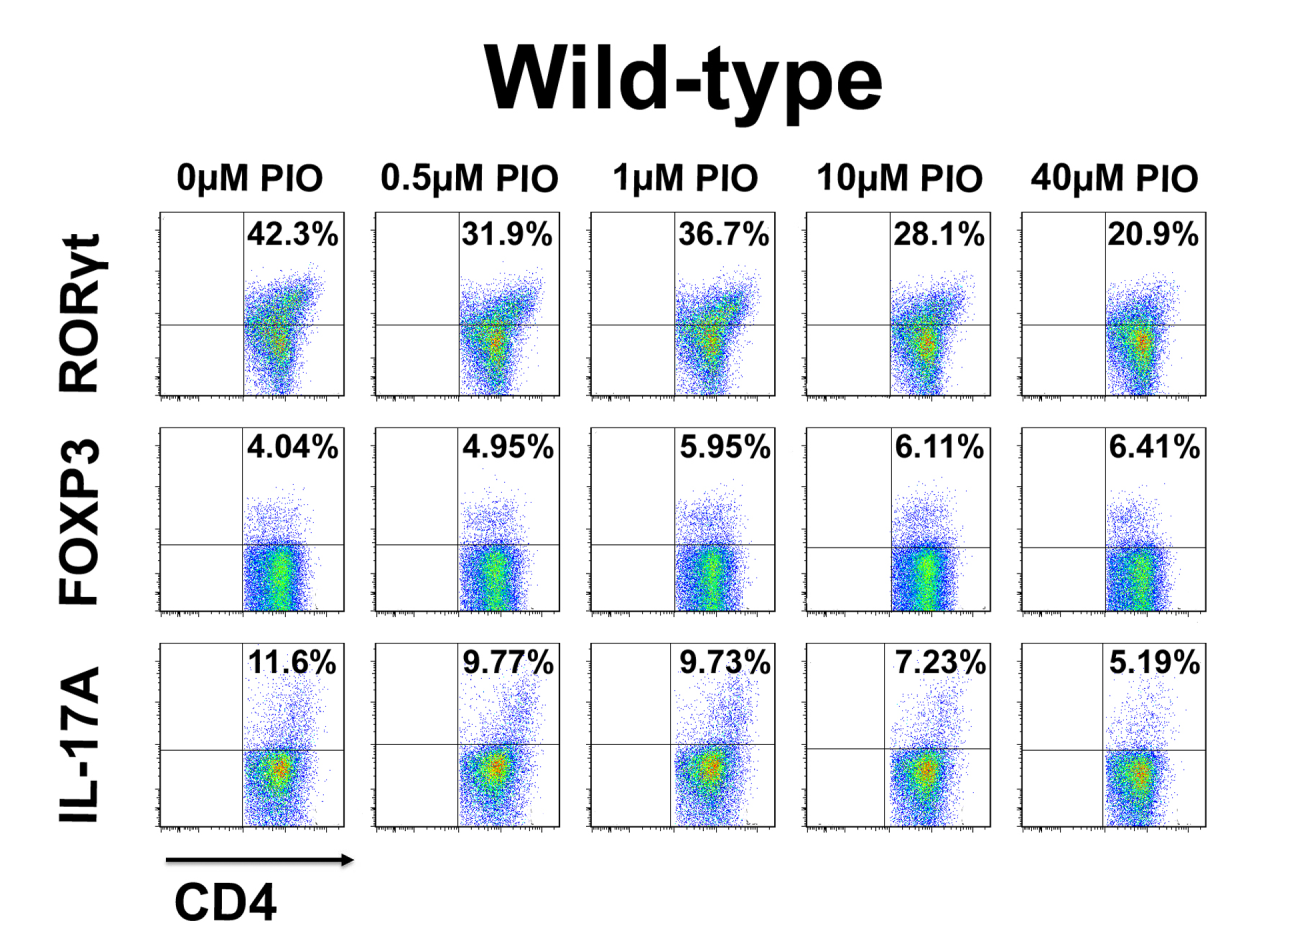 Wild-type
0µM PIO 0.5µM PIO 1µM PIO 10µM PIO 40µM PIO
RORγt 42.3% 31.9% 36.7% 28.1% 20.9%
FOXP3 4.04% 4.95% 5.95% 6.11% 6.41%
IL-17A 11.6% 9.77% 9.73% 7.23% 5.19%
CD4